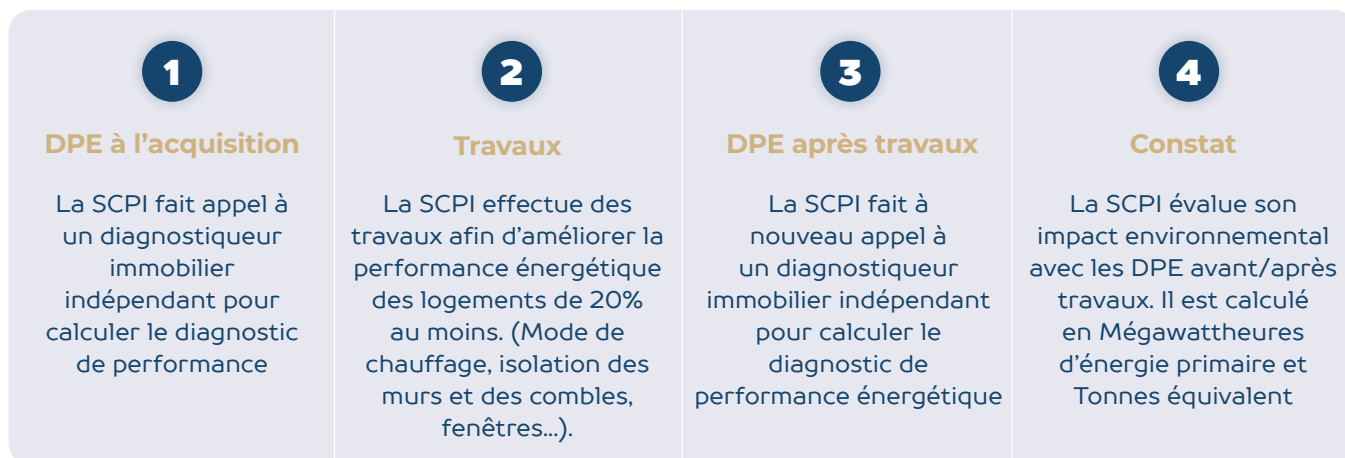 1
DPE à l'acquisition
La SCPI fait appel à
un diagnostiqueur
immobilier
indépendant pour
calculer le diagnostic
de performance
2
Travaux
La SCPI effectue des
travaux afin d'améliorer la
performance énergétique
des logements de 20%
au moins. (Mode de
chauffage, isolation des
murs et des combles,
fenêtres...).
3
DPE après travaux
La SCPI fait à
nouveau appel à
un diagnostiqueur
immobilier indépendant
pour calculer le
diagnostic de
performance énergétique
4
Constat
La SCPI évalue son
impact environnemental
avec les DPE avant/après
travaux. Il est calculé
en Mégawattheures
d'énergie primaire et
Tonnes équivalent